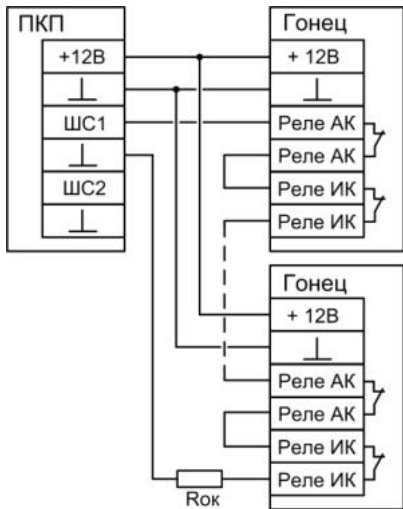 ПКП
+12В
ШС1
ШС2
Гонец
+ 12В
Реле АК
Реле АК
Реле ИК
Реле ИК
Гонец
+ 12В
Реле АК
Реле АК
Реле ИК
Реле ИК
Rок